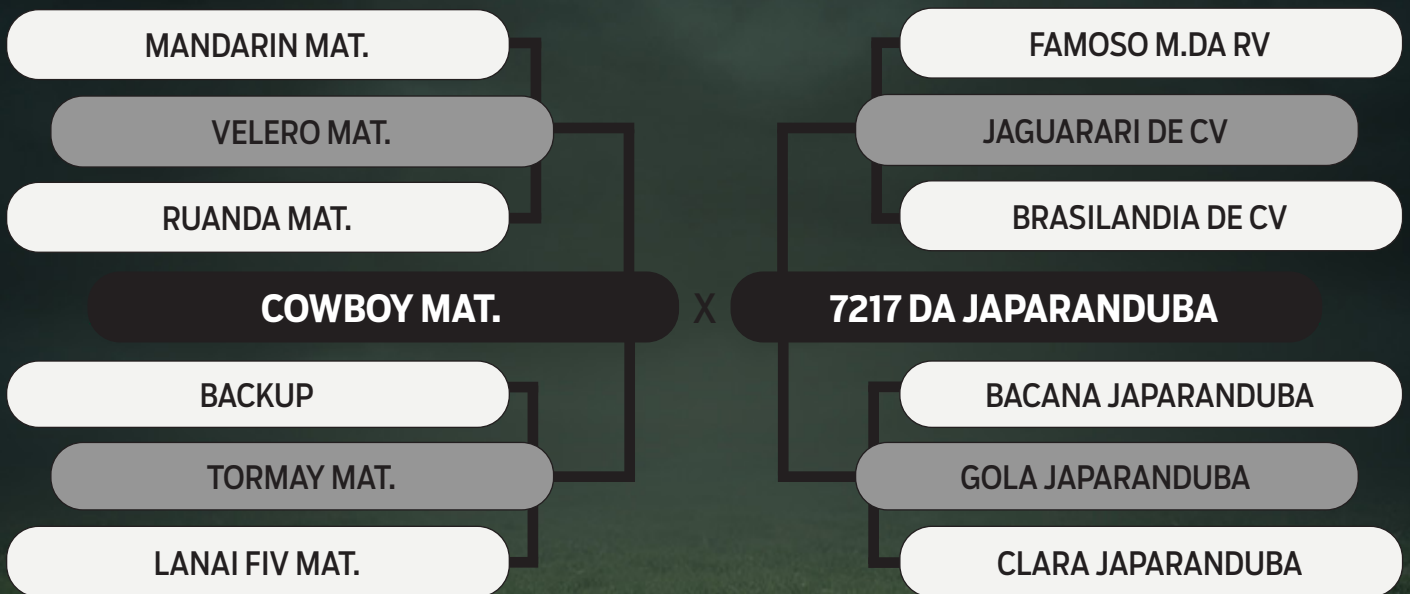 MANDARIN MAT.
VELERO MAT.
RUANDA MAT.
COWBOY MAT.
BACKUP
TORMAY MAT.
LANAI FIV MAT.
X
FAMOSO M.DA RV
JAGUARARI DE CV
BRASILANDIA DE CV
7217 DA JAPARANDUBA
BACANA JAPARANDUBA
GOLA JAPARANDUBA
CLARA JAPARANDUBA